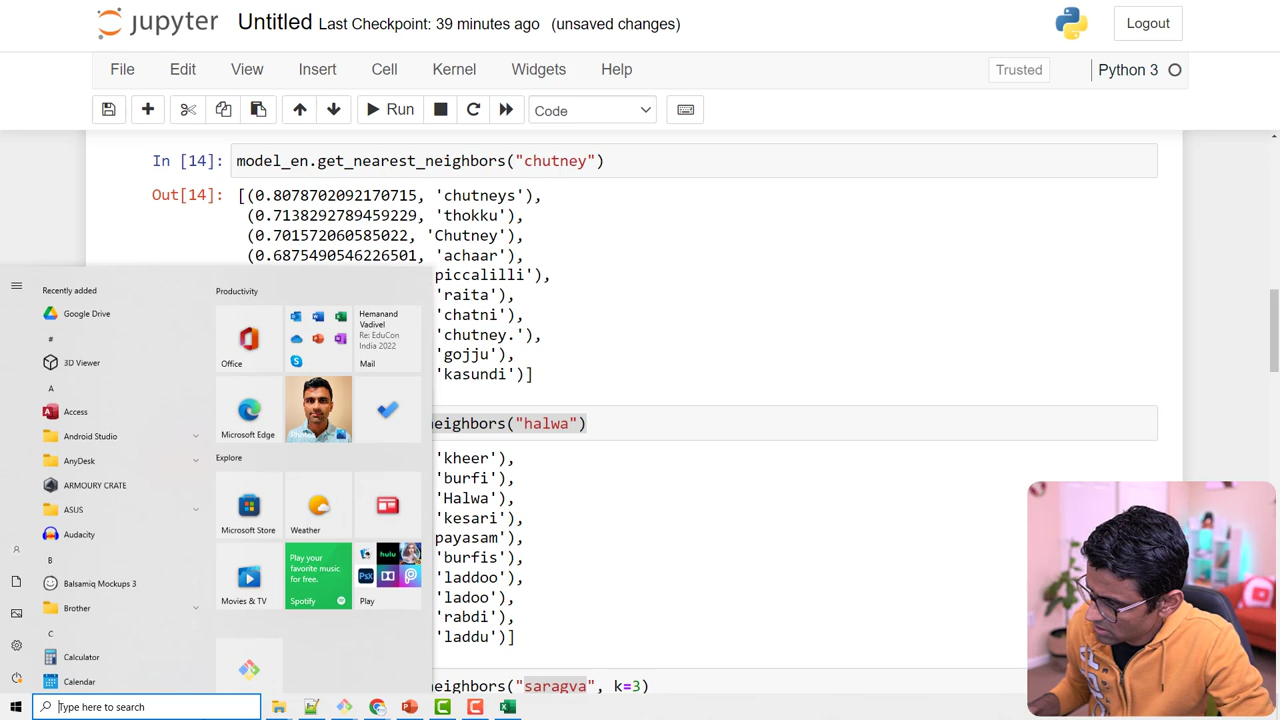 jupyter Untitled Last Checkpoint: 39 minutes ago (unsaved changes) Logout
File Edit View Insert Cell Kernel Widgets Help Trusted Python 3
Run Code
In [14]: model_en.get_nearest_neighbors("chutney")
Out[14]: [(0.8078702092170715, 'chutneys'),
(0.7138292789459229, 'thokku'),
(0.701572060585022, 'Chutney'),
(0.6875490546226501, 'achaar'),
piccalilli'),
'raita'),
'chatni'),
'chutney.'),
'gojju'),
'kasundi')]
neighbors("halwa")
'kheer'),
'burfi'),
'Halwa'),
'kesari'),
payasam'),
'burfis'),
'laddoo'),
'ladoo'),
'rabdi'),
'laddu')]
neighbors("saragva", k=3)
Recently added
Google Drive
#
3D Viewer
A
Access
Android Studio
AnyDesk
ARMOURY CRATE
ASUS
Audacity
B
Balsamiq Mockups 3
Brother
C
Calculator
Calendar
Productivity
Office
Hemanand
Vadivel
Re: EduCon
India 2022
Mail
Microsoft Edge
Photos
Explore
Microsoft Store
Weather
Movies & TV
Play your
favorite music
for free.
Spotify
hulu
Play
Type here to search